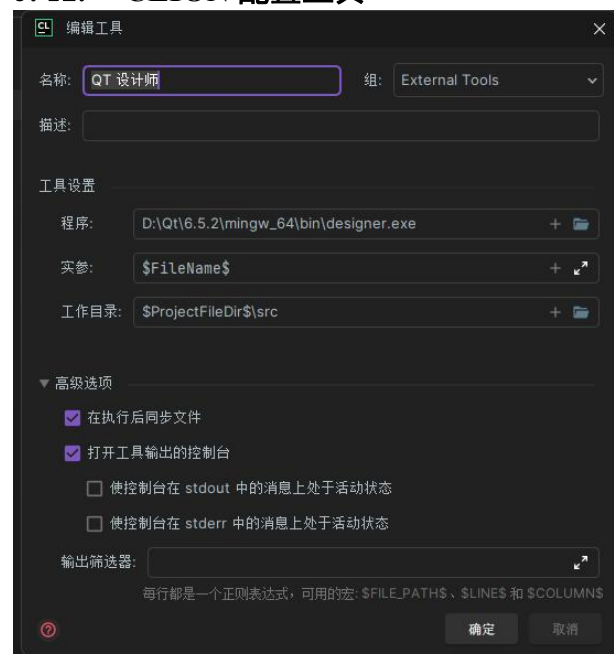 CL 编辑工具
名称: QT 设计师 组: External Tools
描述:
工具设置
程序: D:\Qt\6.5.2\mingw_64\bin\designer.exe
实参: $FileName$
工作目录: $ProjectFileDir$\src
高级选项
在执行后同步文件
打开工具输出的控制台
使控制台在 stdout 中的消息上处于活动状态
使控制台在 stderr 中的消息上处于活动状态
输出筛选器:
每行都是一个正则表达式，可用的宏: $FILE_PATH$、$LINE$ 和 $COLUMN$
确定 取消